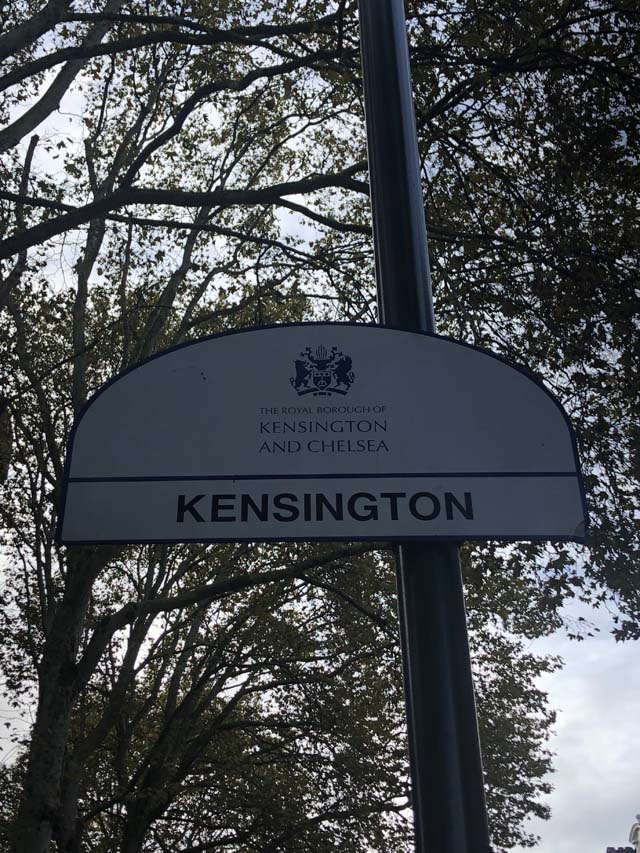 THE ROYAL BOROUGH OF
KENSINGTON
AND CHELSEA
KENSINGTON